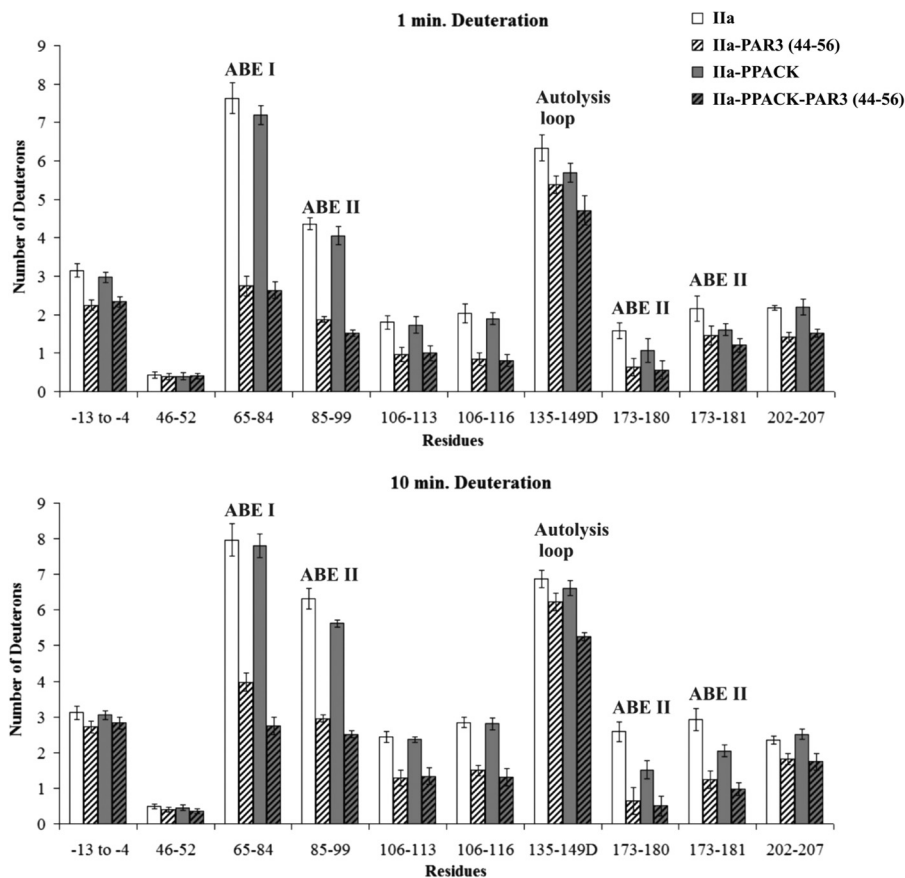 1 min. Deuteration
IIa
IIa-PAR3 (44-56)
IIa-PPACK
IIa-PPACK-PAR3 (44-56)
Number of Deuterons
9
8
7
6
5
4
3
2
1
0
ABE I
ABE II
Autolysis
loop
ABE II
ABE II
-13 to -4 46-52 65-84 85-99 106-113 106-116 135-149D 173-180 173-181 202-207
Residues
10 min. Deuteration
Number of Deuterons
9
8
7
6
5
4
3
2
1
0
ABE I
ABE II
Autolysis
loop
ABE II
ABE II
-13 to -4 46-52 65-84 85-99 106-113 106-116 135-149D 173-180 173-181 202-207
Residues